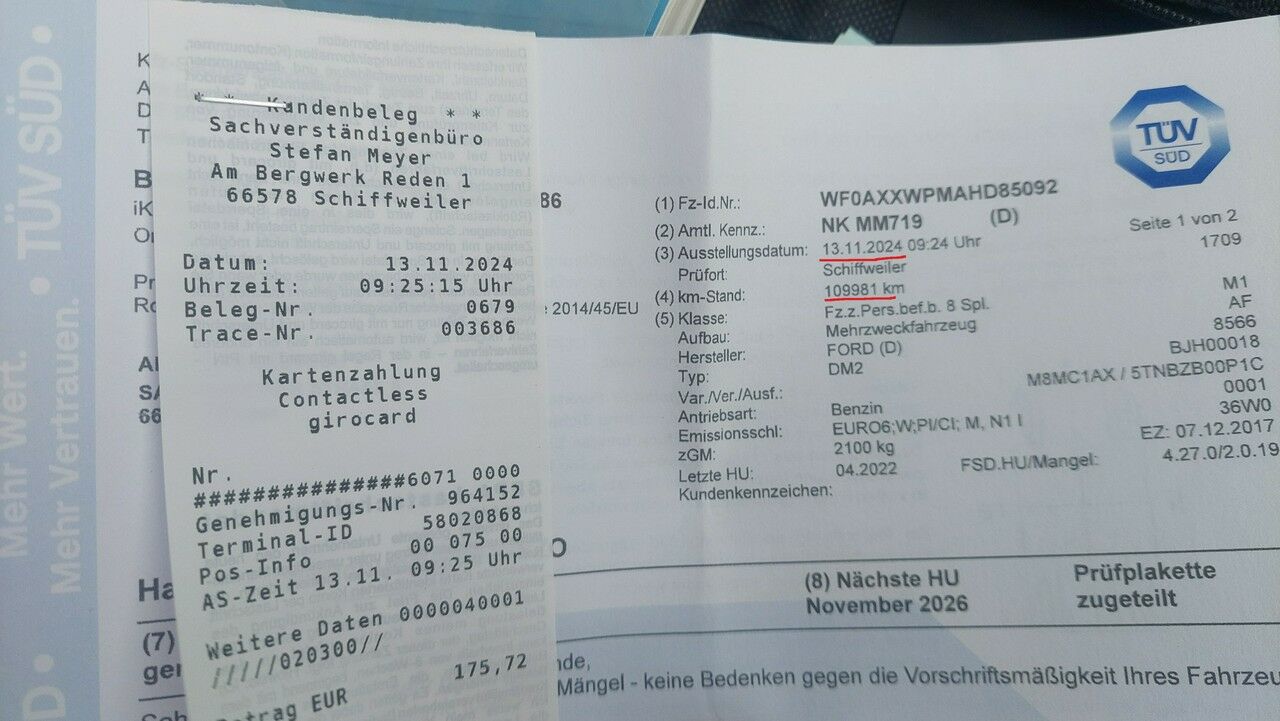 Mehr Wert.
Mehr Vertrauen.
TÜV SÜD
* * Kundenbeleg * *
Sachverständigenbüro
Stefan Meyer
Am Bergwerk Reden 1
66578 Schiffweiler
Datum: 13.11.2024
Uhrzeit: 09:25:15 Uhr
Beleg-Nr. 0679
Trace-Nr. 003686
Kartenzahlung
Contactless
girocard
Nr.
###############6071 0000
Genehmigungs-Nr. 964152
Terminal-ID 58020868
Pos-Info 00 075 00
AS-Zeit 13.11. 09:25 Uhr
Weitere Daten 0000040001
/////020300//
EUR 175,72
86
2014/45/EU
TÜV
SÜD
(1) Fz-Id.Nr.: WF0AXXWPMAHD85092
(2) Amtl. Kennz.: NK MM719 (D)
Seite 1 von 2
(3) Ausstellungsdatum: 13.11.2024 09:24 Uhr 1709
Prüfort: Schiffweiler
(4) km-Stand: 109981 km
(5) Klasse: Fz.z.Pers.bef.b. 8 Spl. M1
Aufbau: Mehrzweckfahrzeug AF
Hersteller: FORD (D) 8566
Typ: DM2 BJH00018
Var./Ver./Ausf.: M8MC1AX / 5TNBZB00P1C
Antriebsart: Benzin 0001
Emissionsschl: EURO6;W;PI/CI; M, N1 I 36W0
zGM: 2100 kg EZ: 07.12.2017
Letzte HU: 04.2022 FSD.HU/Mangel: 4.27.0/2.0.19
Kundenkennzeichen:
(8) Nächste HU
November 2026
Prüfplakette
zugeteilt
(7)
Mängel - keine Bedenken gegen die Vorschriftsmäßigkeit Ihres